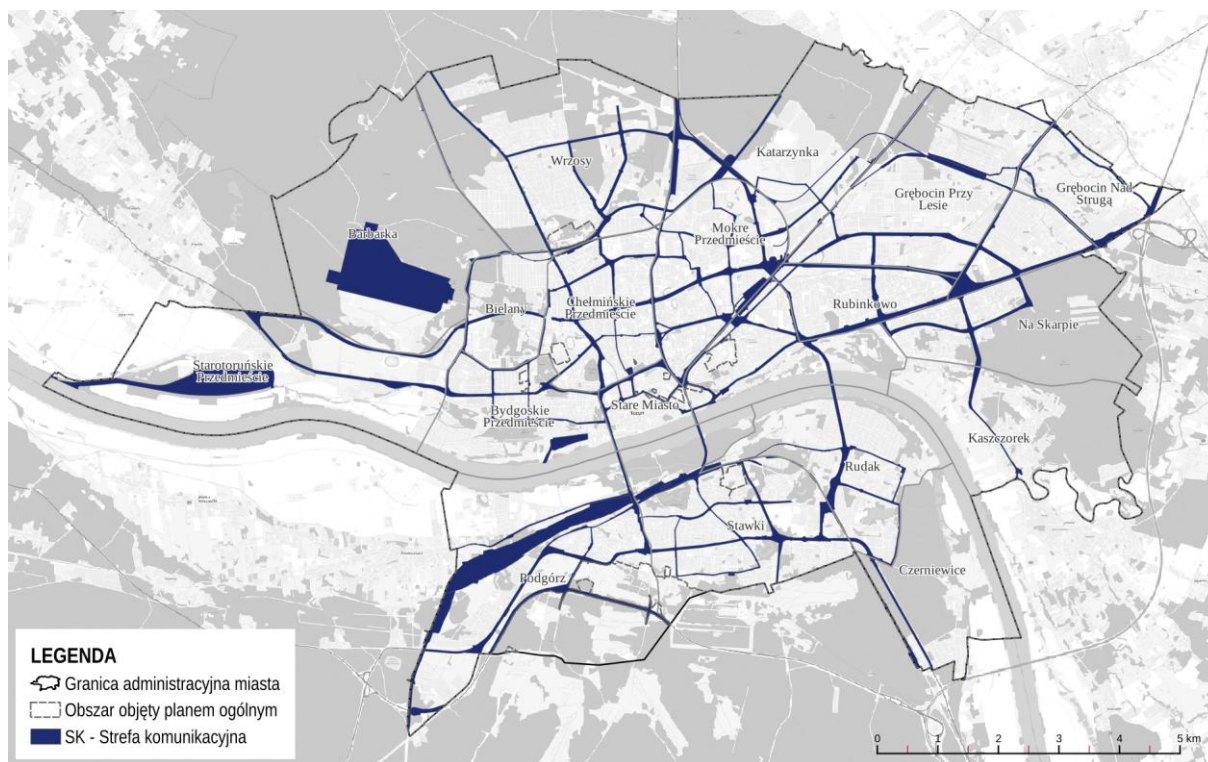 Wrzosy
Katarzynka
Grębocin Przy
Lesie
Grębocin Nad
Strugą
Barbarka
Mokre
Przedmieście
Bielany
Chełmińskie
Przedmieście
Rubinkowo
Na Skarpie
Starotoruńskie
Przedmieście
Bydgoskie
Przedmieście
Stare Miasto
Kaszczorek
Rudak
Stawki
Podgórz
Czerniewice
LEGENDA
Granica administracyjna miasta
Obszar objęty planem ogólnym
SK - Strefa komunikacyjna
0 1 2 3 4 5 km